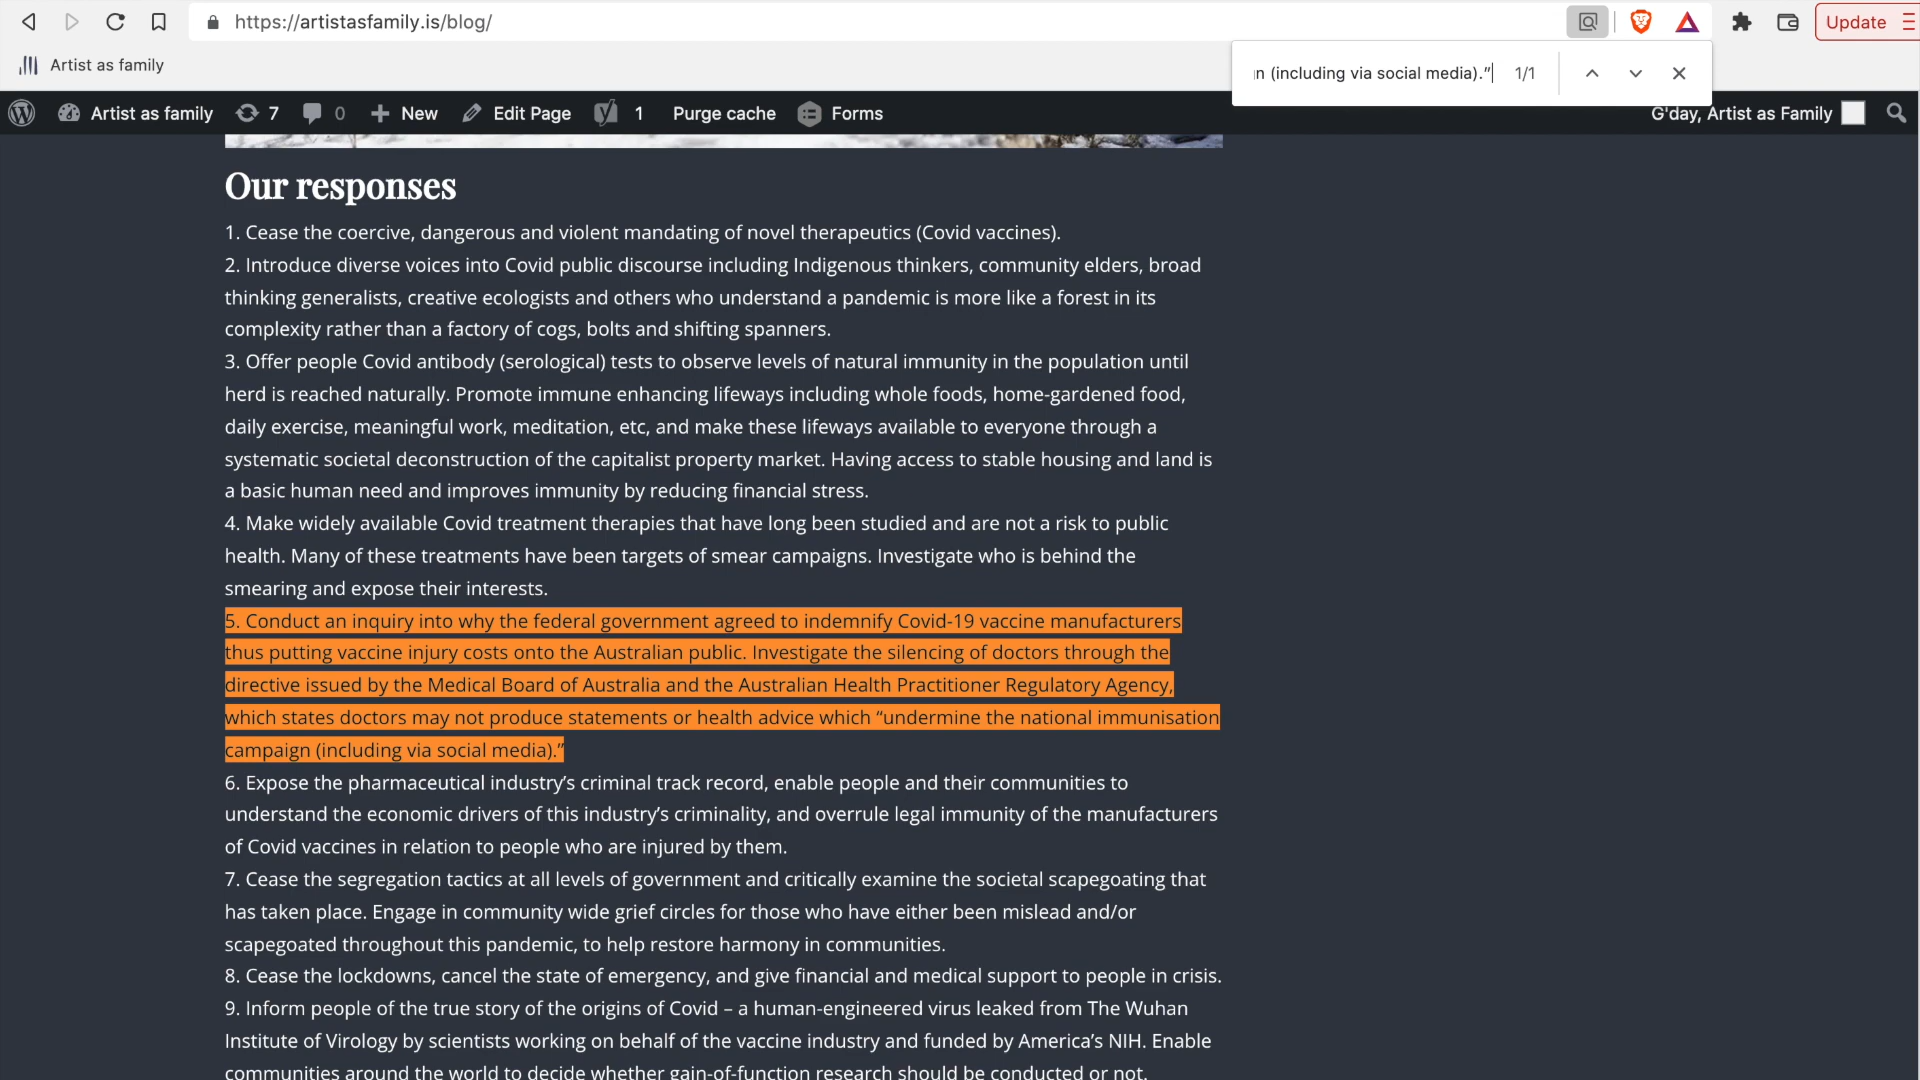 https://artistasfamily.is/blog/
Update
Artist as family
n (including via social media).”
1/1
Artist as family
7
0
New
Edit Page
1
Purge cache
Forms
G'day, Artist as Family
Our responses
1. Cease the coercive, dangerous and violent mandating of novel therapeutics (Covid vaccines).
2. Introduce diverse voices into Covid public discourse including Indigenous thinkers, community elders, broad
thinking generalists, creative ecologists and others who understand a pandemic is more like a forest in its
complexity rather than a factory of cogs, bolts and shifting spanners.
3. Offer people Covid antibody (serological) tests to observe levels of natural immunity in the population until
herd is reached naturally. Promote immune enhancing lifeways including whole foods, home-gardened food,
daily exercise, meaningful work, meditation, etc, and make these lifeways available to everyone through a
systematic societal deconstruction of the capitalist property market. Having access to stable housing and land is
a basic human need and improves immunity by reducing financial stress.
4. Make widely available Covid treatment therapies that have long been studied and are not a risk to public
health. Many of these treatments have been targets of smear campaigns. Investigate who is behind the
smearing and expose their interests.
5. Conduct an inquiry into why the federal government agreed to indemnify Covid-19 vaccine manufacturers
thus putting vaccine injury costs onto the Australian public. Investigate the silencing of doctors through the
directive issued by the Medical Board of Australia and the Australian Health Practitioner Regulatory Agency,
which states doctors may not produce statements or health advice which “undermine the national immunisation
campaign (including via social media).”
6. Expose the pharmaceutical industry’s criminal track record, enable people and their communities to
understand the economic drivers of this industry’s criminality, and overrule legal immunity of the manufacturers
of Covid vaccines in relation to people who are injured by them.
7. Cease the segregation tactics at all levels of government and critically examine the societal scapegoating that
has taken place. Engage in community wide grief circles for those who have either been mislead and/or
scapegoated throughout this pandemic, to help restore harmony in communities.
8. Cease the lockdowns, cancel the state of emergency, and give financial and medical support to people in crisis.
9. Inform people of the true story of the origins of Covid – a human-engineered virus leaked from The Wuhan
Institute of Virology by scientists working on behalf of the vaccine industry and funded by America’s NIH. Enable
communities around the world to decide whether gain-of-function research should be conducted or not.